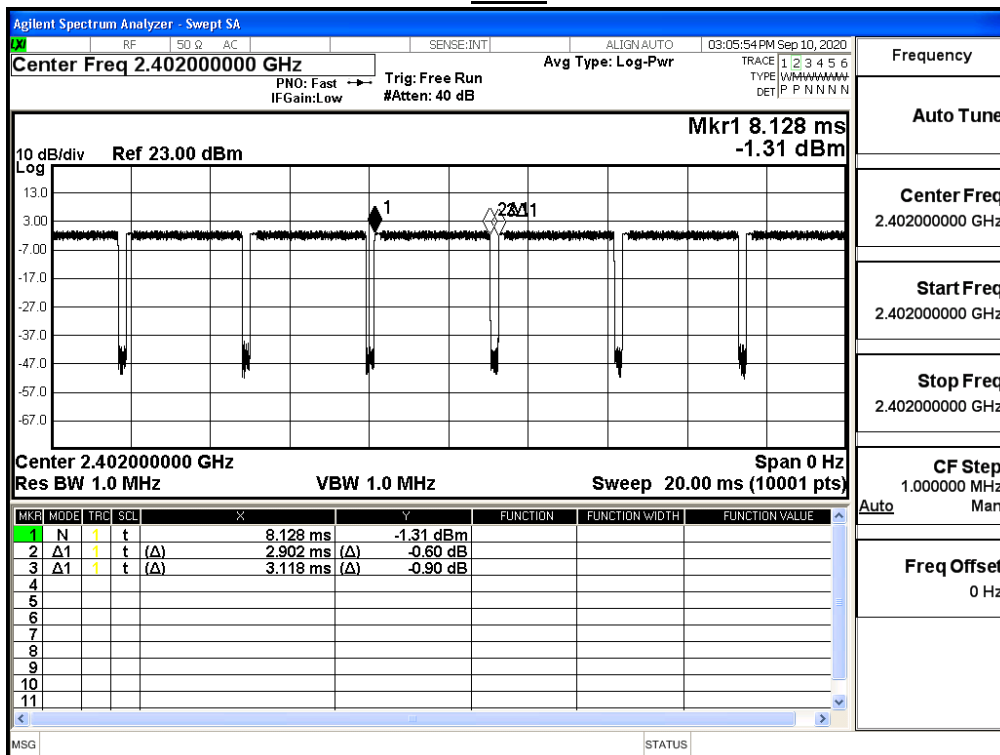 Agilent Spectrum Analyzer - Swept SA
LXI RF 50 Ω AC SENSE:INT ALIGN AUTO 03:05:54 PM Sep 10, 2020
Center Freq 2.402000000 GHz
PNO: Fast
IFGain:Low
Trig: Free Run
#Atten: 40 dB
Avg Type: Log-Pwr
TRACE 1 2 3 4 5 6
TYPE
DET P P N N N N
Mkr1 8.128 ms
-1.31 dBm
10 dB/div Ref 23.00 dBm
Log
13.0
3.00
-7.00
-17.0
-27.0
-37.0
-47.0
-57.0
-67.0
1
Center 2.402000000 GHz Span 0 Hz
Res BW 1.0 MHz VBW 1.0 MHz Sweep 20.00 ms (10001 pts)
MKR MODE TRC SCL X Y FUNCTION FUNCTION WIDTH FUNCTION VALUE
1 N 1 t 8.128 ms -1.31 dBm
2 Δ1 1 t (Δ) 2.902 ms (Δ) -0.60 dB
3 Δ1 1 t (Δ) 3.118 ms (Δ) -0.90 dB
4
5
6
7
8
9
10
11
MSG STATUS
Frequency
Auto Tune
Center Freq
2.402000000 GHz
Start Freq
2.402000000 GHz
Stop Freq
2.402000000 GHz
CF Step
1.000000 MHz
Auto Man
Freq Offset
0 Hz